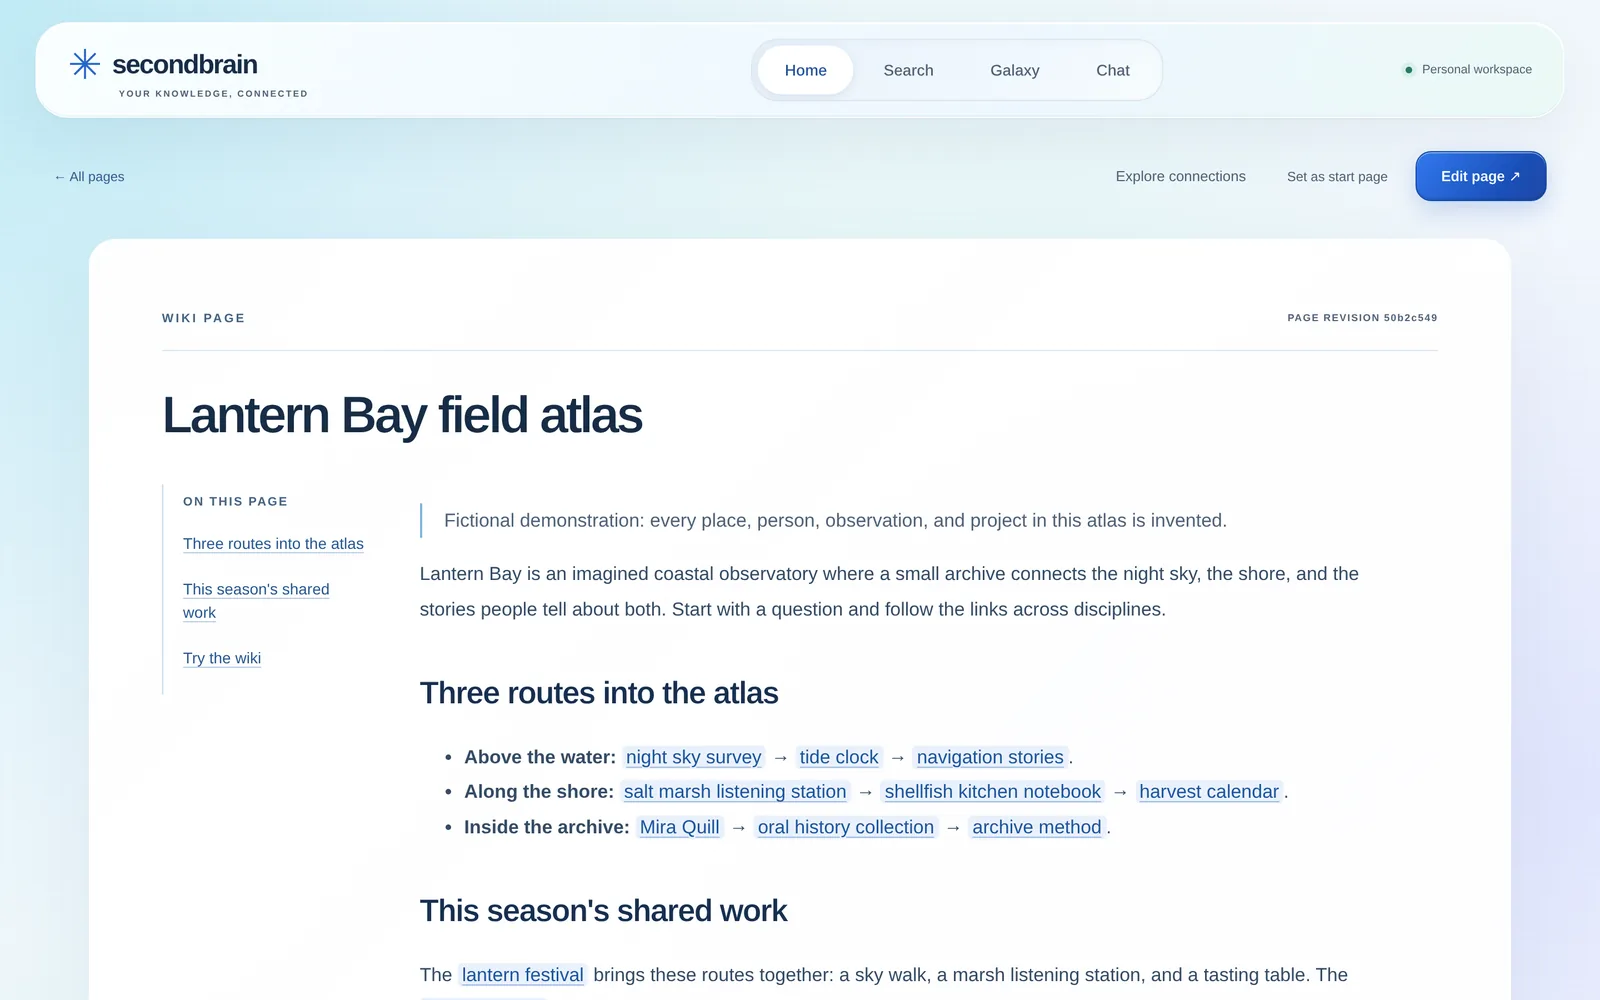 secondbrain
YOUR KNOWLEDGE, CONNECTED
Home Search Galaxy Chat
Personal workspace
← All pages
Explore connections Set as start page Edit page ↗
WIKI PAGE
PAGE REVISION 50b2c549
Lantern Bay field atlas
ON THIS PAGE
Three routes into the atlas
This season's shared
work
Try the wiki
Fictional demonstration: every place, person, observation, and project in this atlas is invented.
Lantern Bay is an imagined coastal observatory where a small archive connects the night sky, the shore, and the
stories people tell about both. Start with a question and follow the links across disciplines.
Three routes into the atlas
• Above the water: night sky survey → tide clock → navigation stories.
• Along the shore: salt marsh listening station → shellfish kitchen notebook → harvest calendar.
• Inside the archive: Mira Quill → oral history collection → archive method.
This season's shared work
The lantern festival brings these routes together: a sky walk, a marsh listening station, and a tasting table. The